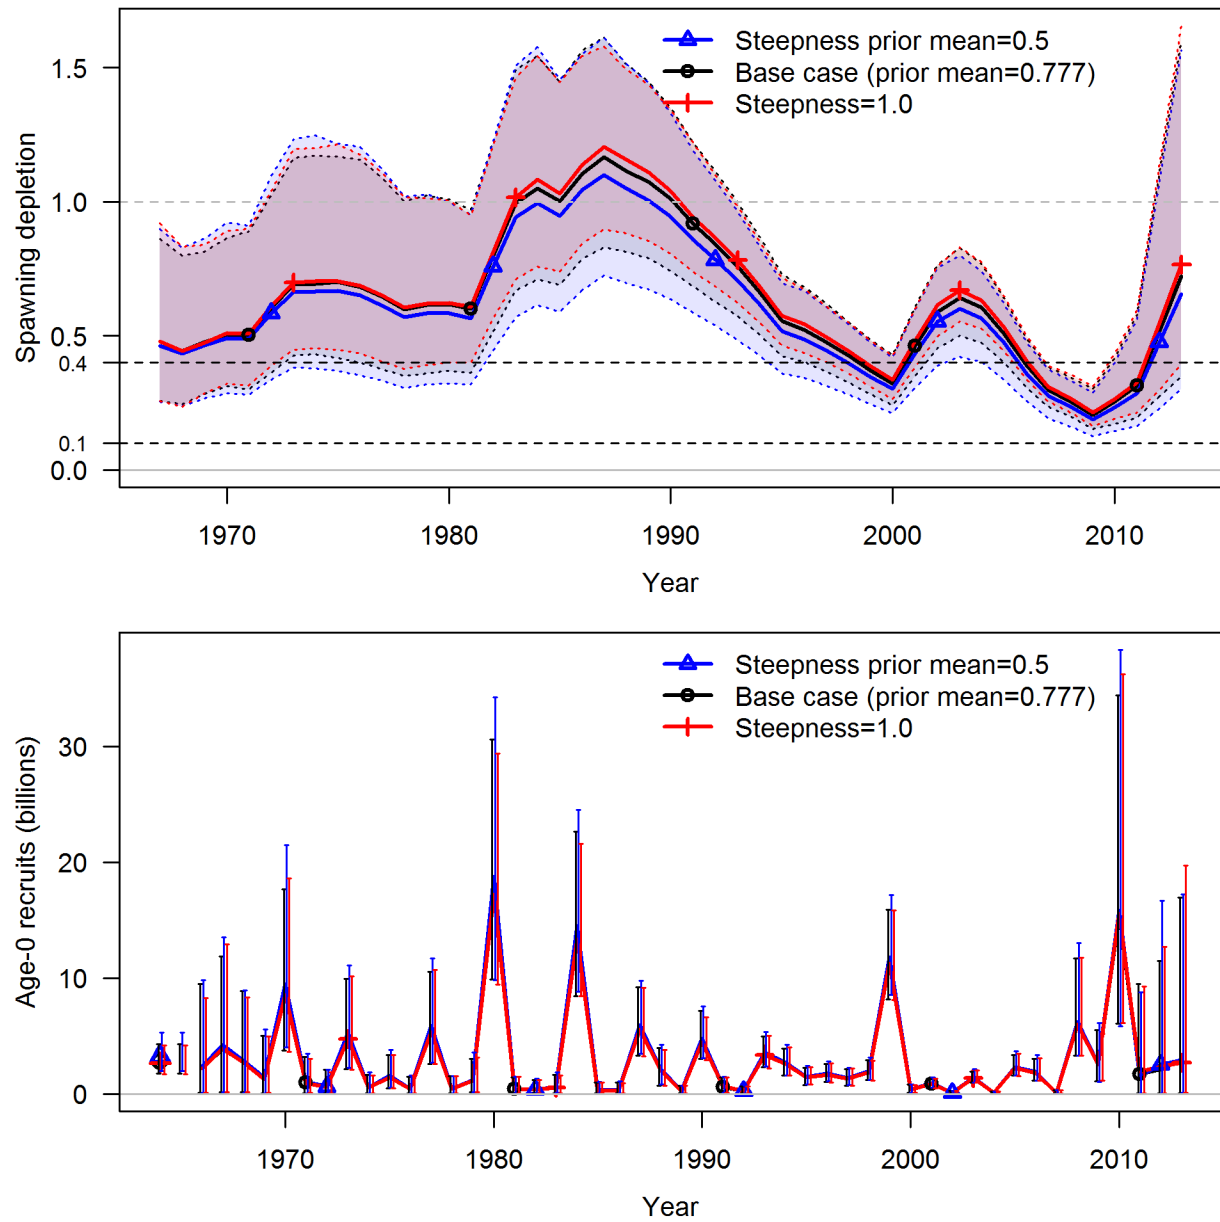 Steepness prior mean=0.5
Base case (prior mean=0.777)
Steepness=1.0
Spawning depletion
1.5
1.0
0.5
0.4
0.1
0.0
1970 1980 1990 2000 2010
Year
Steepness prior mean=0.5
Base case (prior mean=0.777)
Steepness=1.0
Age-0 recruits (billions)
30
20
10
0
1970 1980 1990 2000 2010
Year